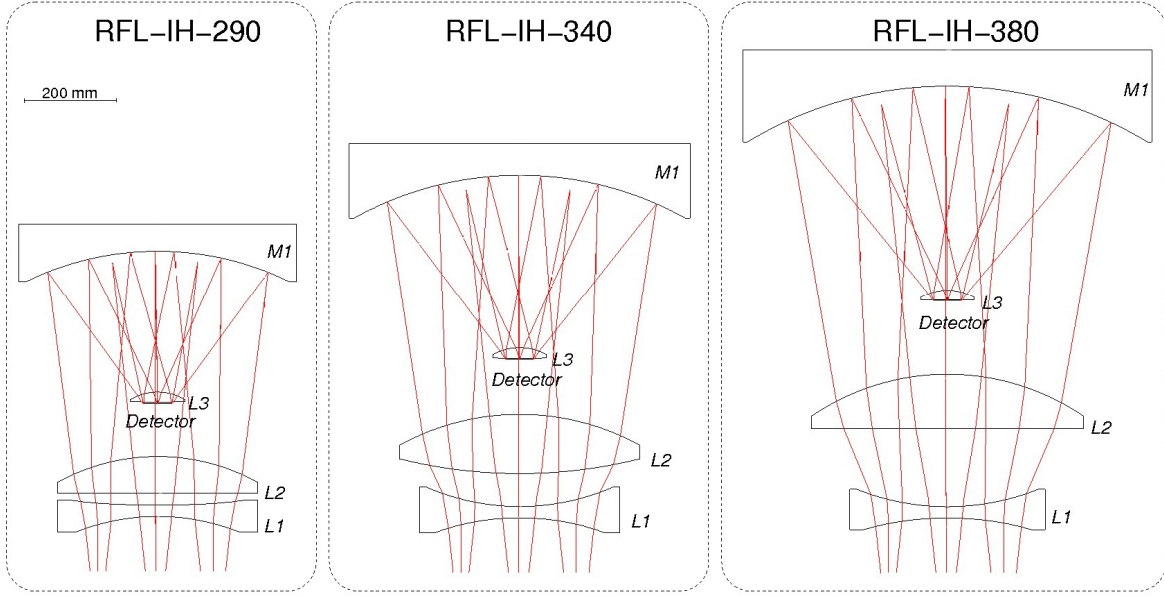 RFL-IH-290
200 mm
M1
L3
Detector
L2
L1
RFL-IH-340
M1
L3
Detector
L2
L1
RFL-IH-380
M1
L3
Detector
L2
L1